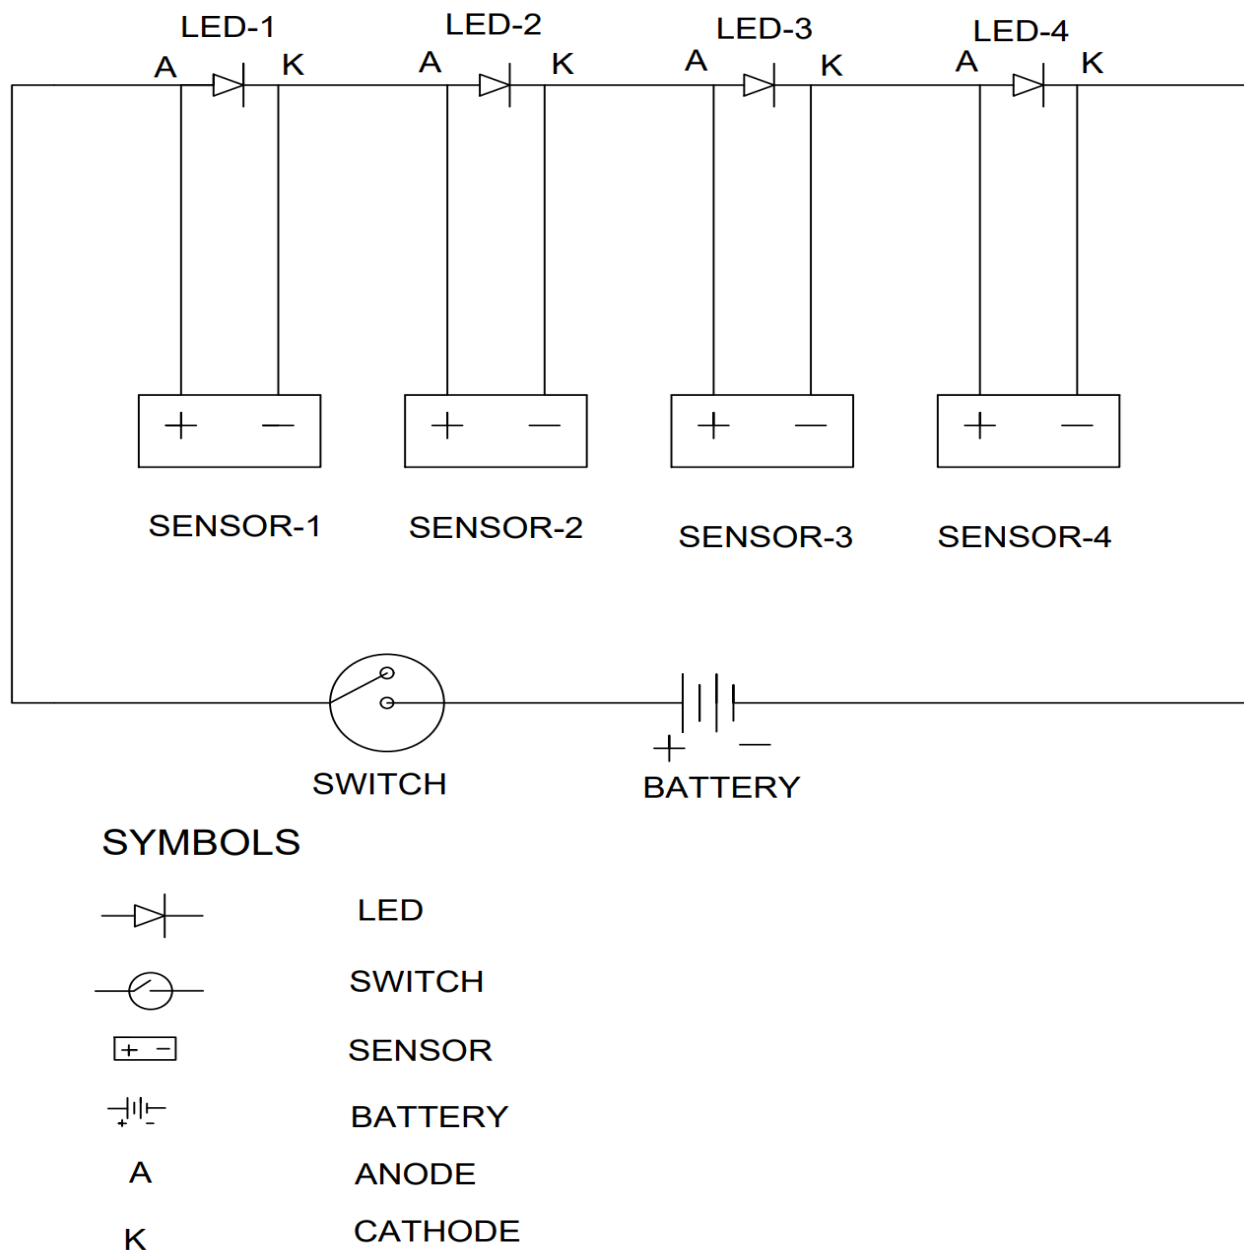 LED-1 LED-2 LED-3 LED-4
A K A K A K A K
+ — + — + — + —
SENSOR-1 SENSOR-2 SENSOR-3 SENSOR-4
+ —
SWITCH BATTERY
SYMBOLS
LED
SWITCH
+ - SENSOR
+ - BATTERY
A ANODE
K CATHODE